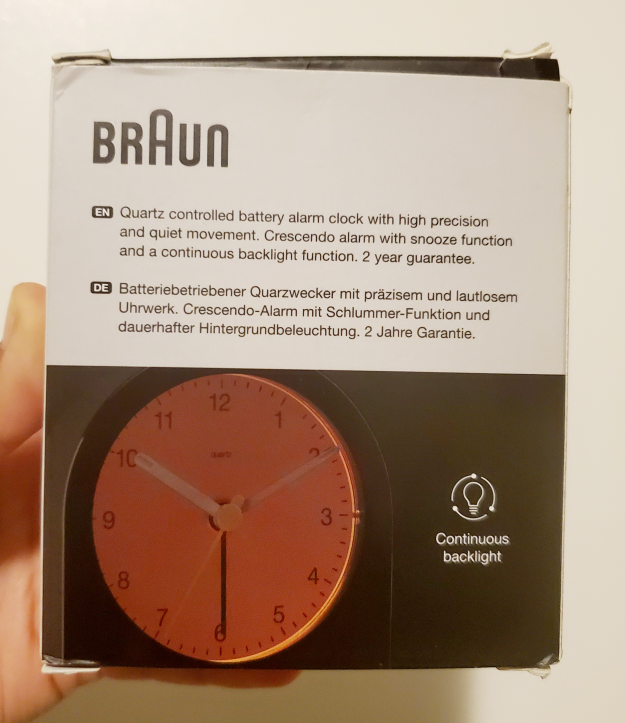 BRAUN
EN Quartz controlled battery alarm clock with high precision
and quiet movement. Crescendo alarm with snooze function
and a continuous backlight function. 2 year guarantee.
DE Batteriebetriebener Quarzwecker mit präzisem und lautlosem
Uhrwerk. Crescendo-Alarm mit Schlummer-Funktion und
dauerhafter Hintergrundbeleuchtung. 2 Jahre Garantie.
12
11 1
10 2
9 3
8 4
7 5
6
Continuous
backlight